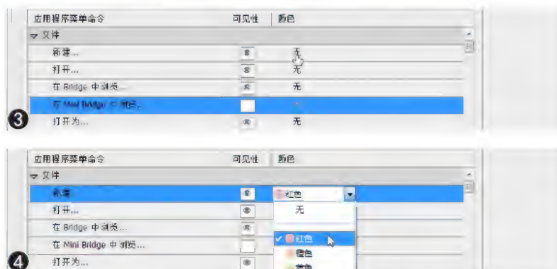 应用程序菜单命令 可见性 颜色
文件
新建... 无
打开... 无
在 Bridge 中浏览... 无
在 Mini Bridge 中浏览...
❸ 打开为... 无
应用程序菜单命令 可见性 颜色
文件
新建... 红色
打开... 无
在 Bridge 中浏览...
在 Mini Bridge 中浏览... 红色
❹ 打开为... 橙色
黄色